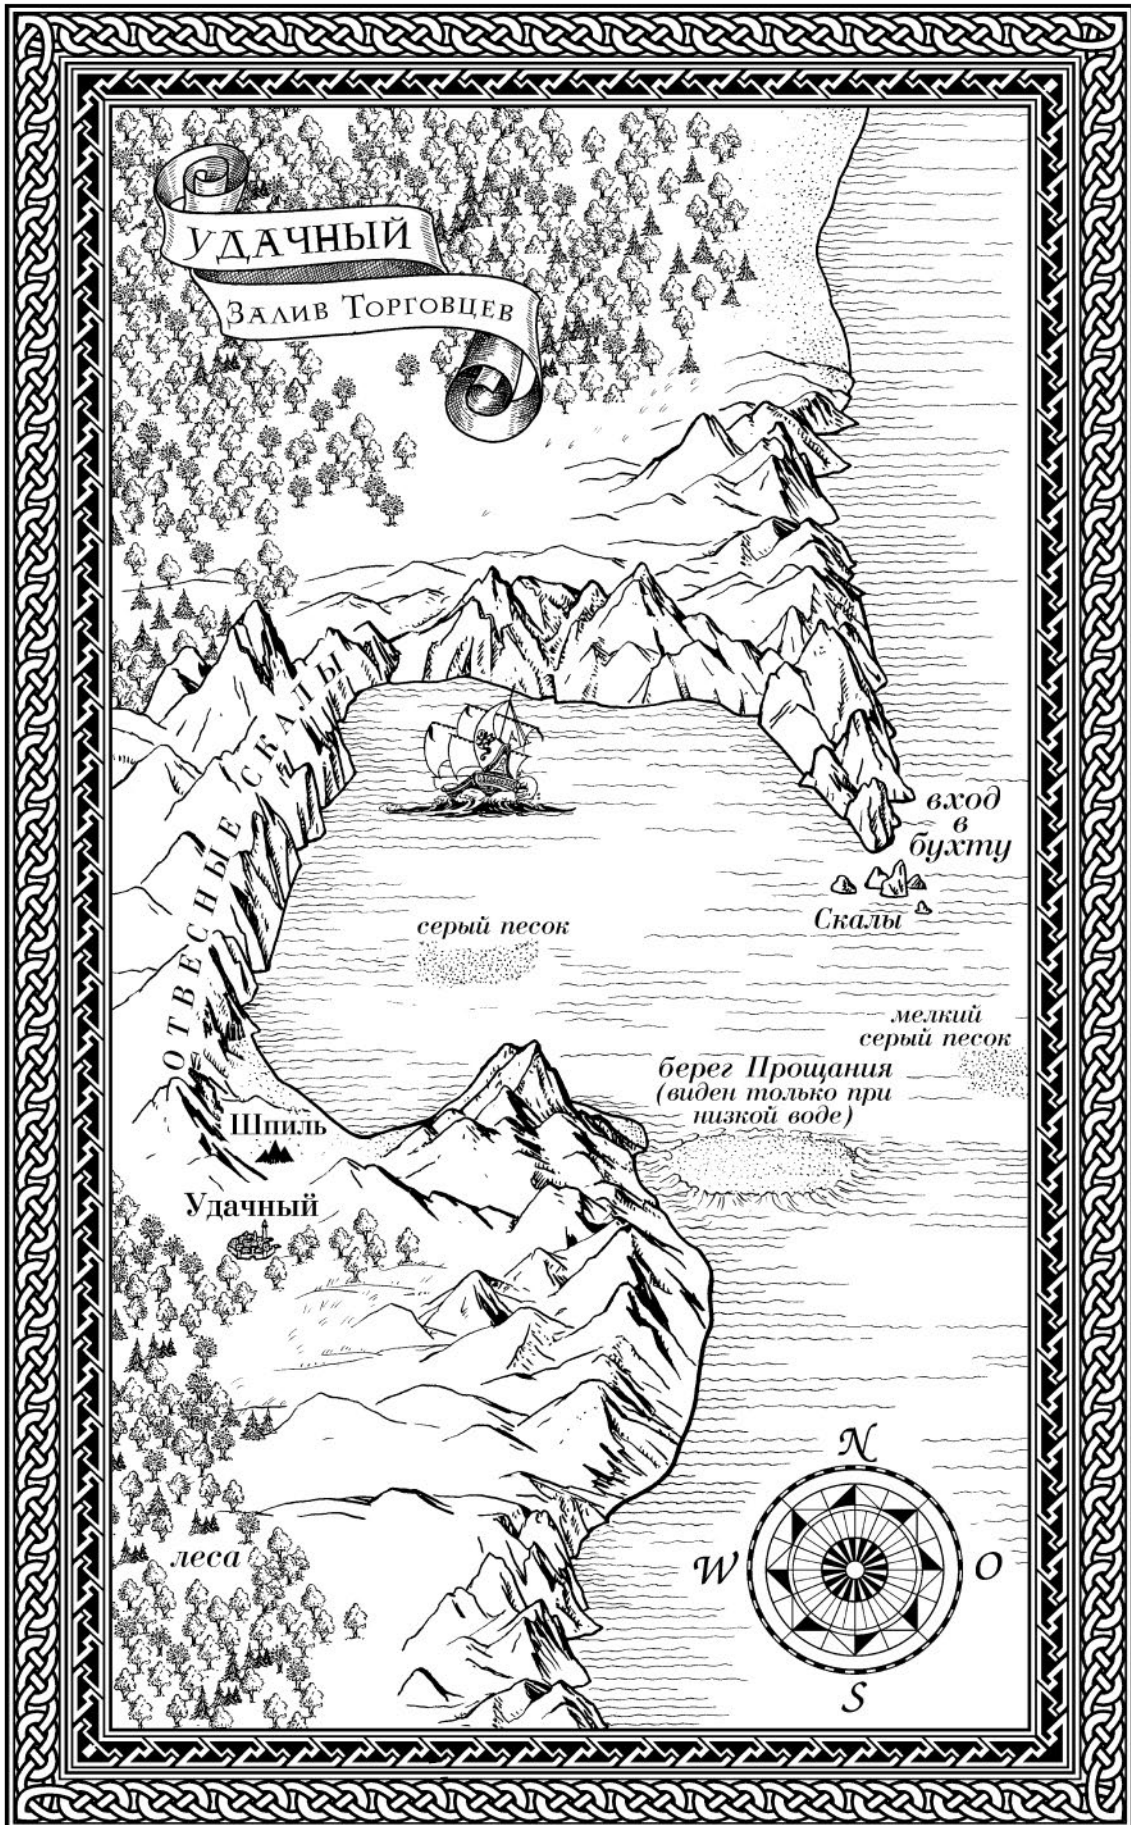 УДАЧНЫЙ
ЗАЛИВ ТОРГОВЦЕВ
ОТВЕСНЫЕ СКАЛЫ
вход
в
бухту
Скалы
серый песок
мелкий
серый песок
берег Прощания
(виден только при
низкой воде)
Шпиль
Удачный
леса
N
W
O
S